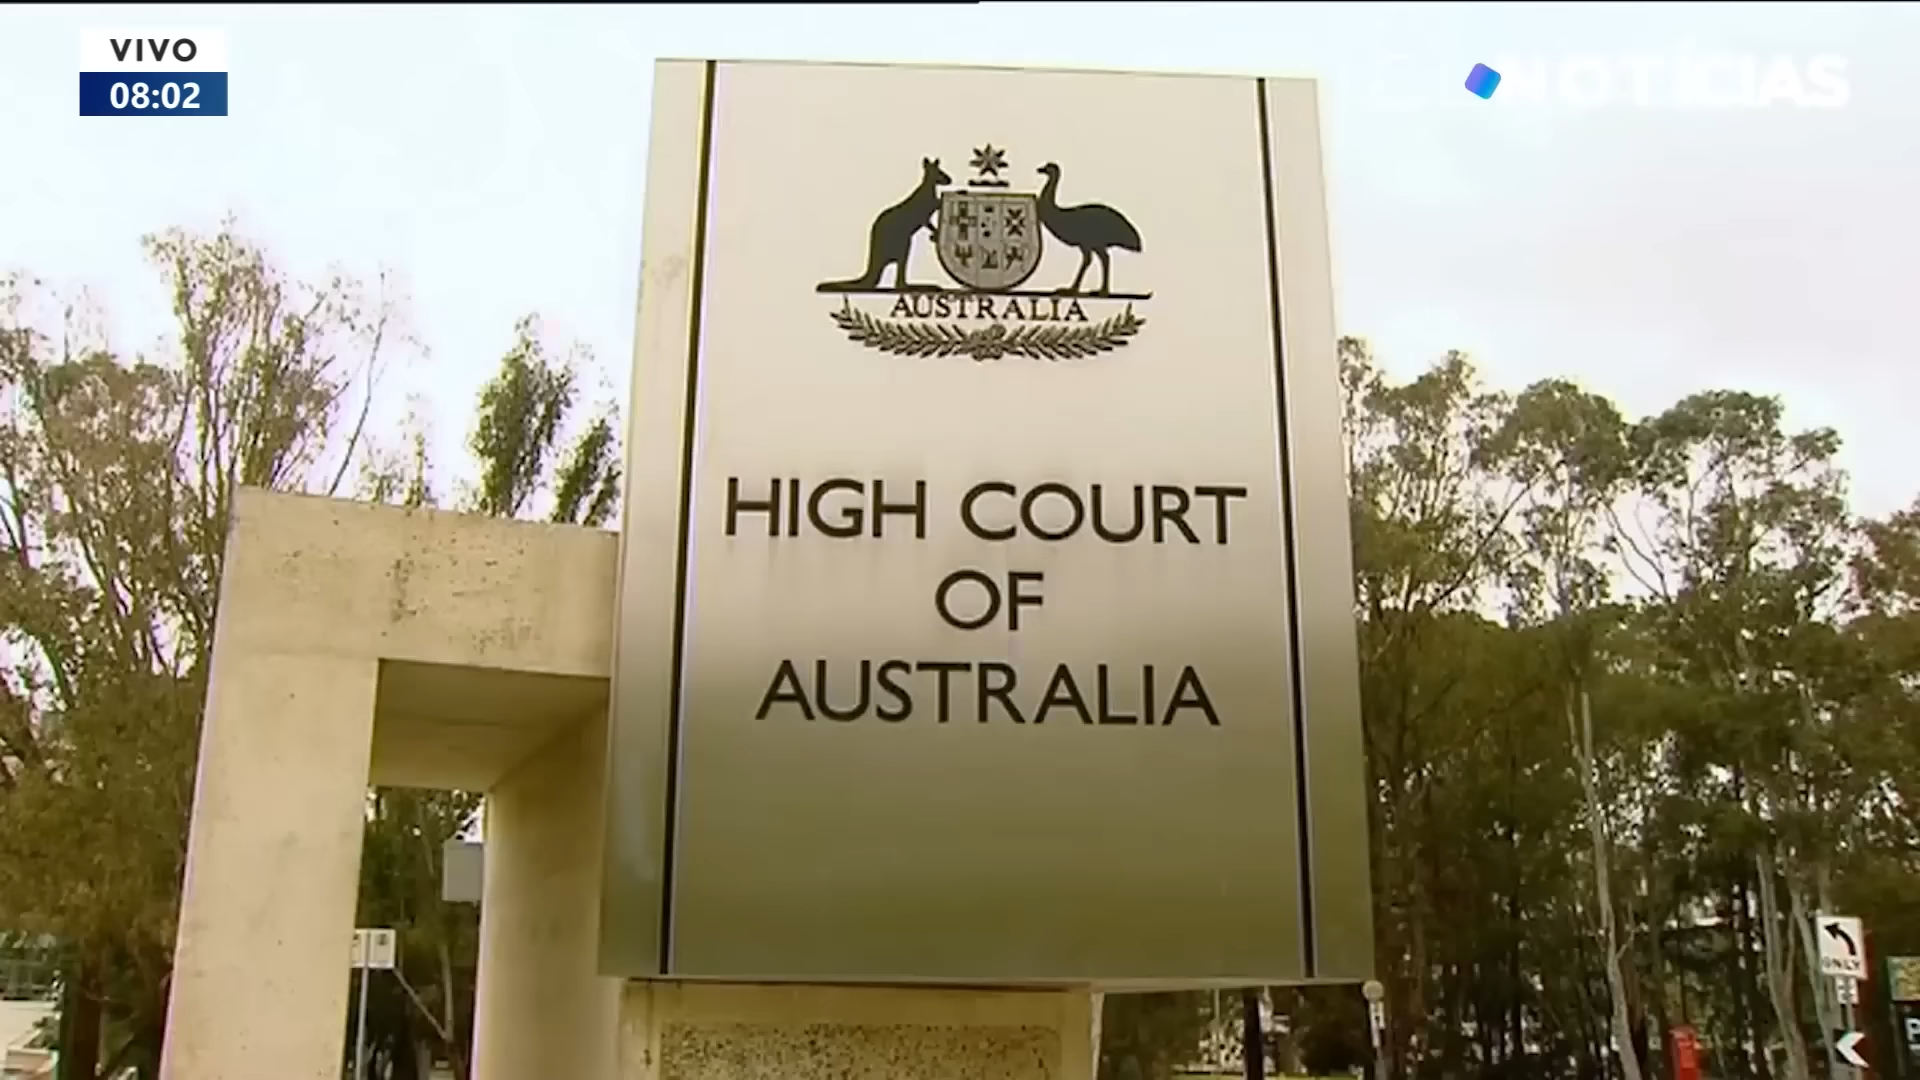 VIVO
08:02
NOTÍCIAS
AUSTRALIA
HIGH COURT
OF
AUSTRALIA
ONLY